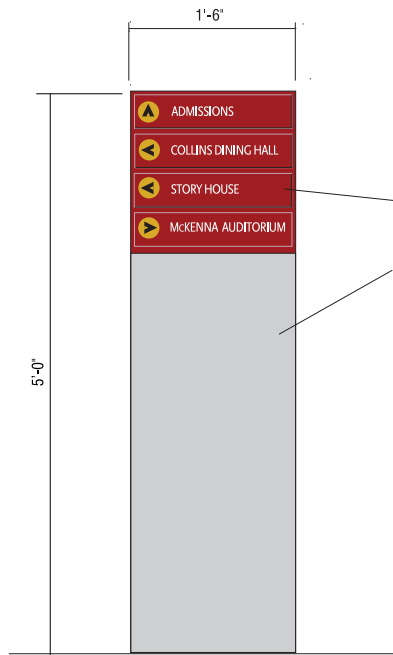 1'-6"
ADMISSIONS
COLLINS DINING HALL
STORY HOUSE
McKENNA AUDITORIUM
5'-0"